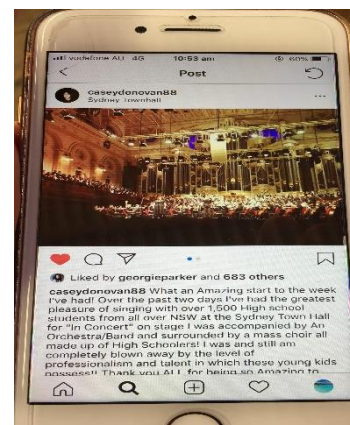 vodafone AU 4G 10:53 am 60%
Post
caseydonovan88
Sydney Townhall
Liked by georgieparker and 683 others
caseydonovan88 What an Amazing start to the week
I've had! Over the past two days I've had the greatest
pleasure of singing with over 1,500 High school
students from all over NSW at the Sydney Town Hall
for "In Concert" on stage I was accompanied by An
Orchestra/Band and surrounded by a mass choir all
made up of High Schoolers! I was and still am
completely blown away by the level of
professionalism and talent in which these young kids
possess!! Thank you ALL for being so Amazing to